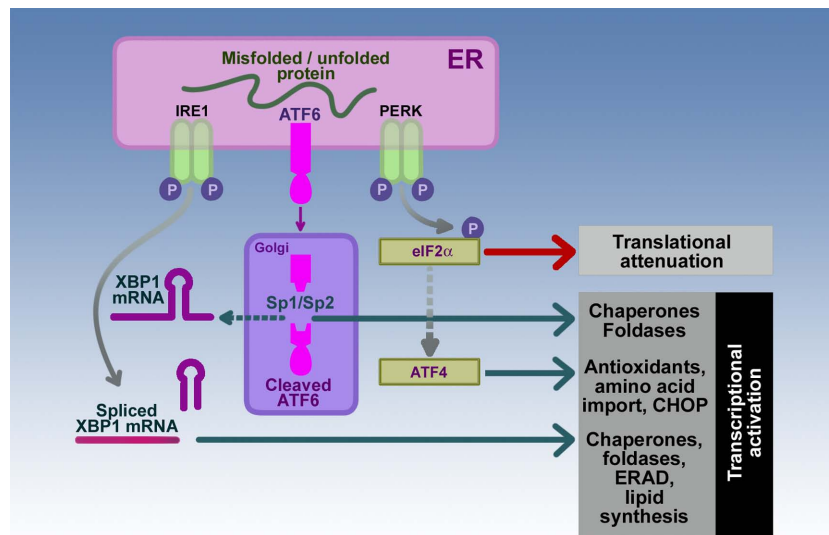 ER
Misfolded / unfolded
protein
IRE1
ATF6
PERK
P
P
P
P
P
Golgi
eIF2α
Translational
attenuation
XBP1
mRNA
Sp1/Sp2
Chaperones
Foldases
Cleaved
ATF6
ATF4
Antioxidants,
amino acid
import, CHOP
Spliced
XBP1 mRNA
Chaperones,
foldases,
ERAD,
lipid
synthesis
Transcriptional
activation